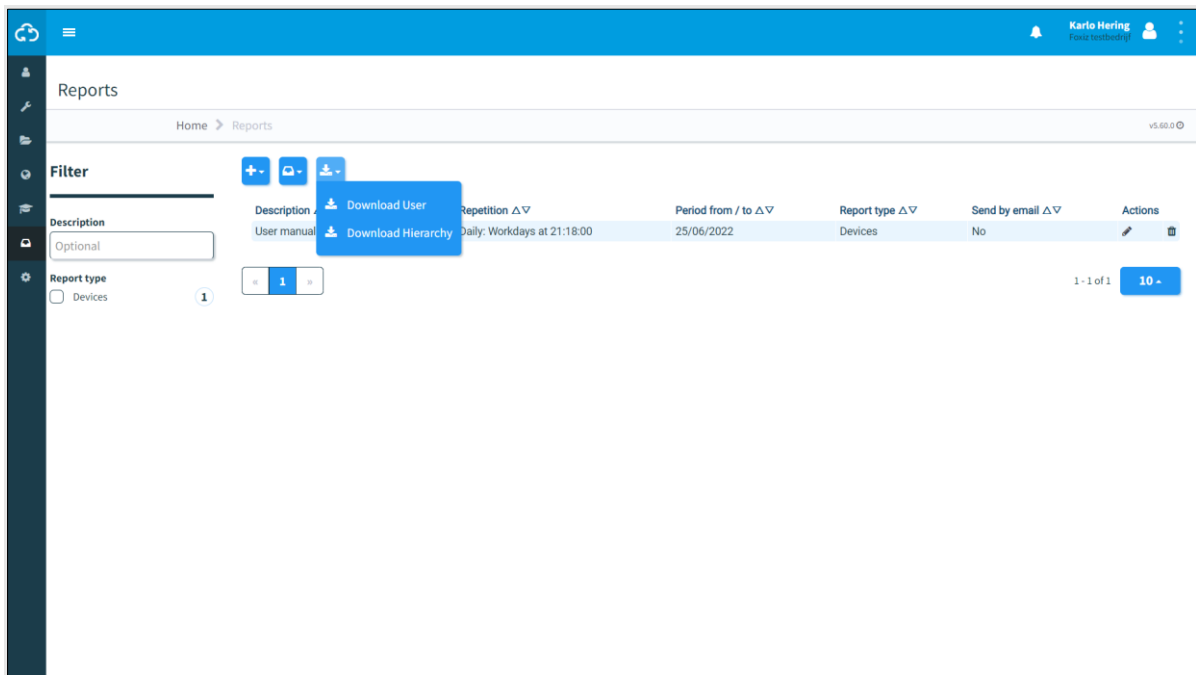 Karlo Hering
Foxiz testbedrijf
Reports
Home Reports
v5.60.0
Filter
Description
Optional
Report type
Devices 1
Download User
Download Hierarchy
Description Repetition Period from / to Report type Send by email Actions
User manual Daily: Workdays at 21:18:00 25/06/2022 Devices No
« 1 »
1 - 1 of 1 10